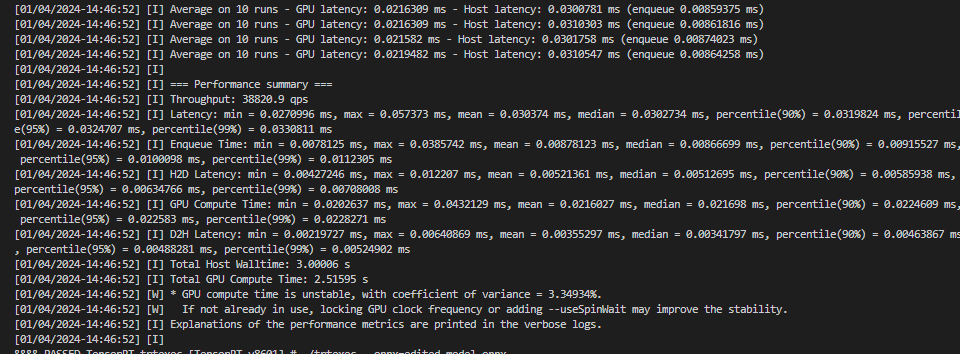 [01/04/2024-14:46:52] [I] Average on 10 runs - GPU latency: 0.0216309 ms - Host latency: 0.0300781 ms (enqueue 0.00859375 ms)
[01/04/2024-14:46:52] [I] Average on 10 runs - GPU latency: 0.0216309 ms - Host latency: 0.0310303 ms (enqueue 0.00861816 ms)
[01/04/2024-14:46:52] [I] Average on 10 runs - GPU latency: 0.021582 ms - Host latency: 0.0301758 ms (enqueue 0.00874023 ms)
[01/04/2024-14:46:52] [I] Average on 10 runs - GPU latency: 0.0219482 ms - Host latency: 0.0310547 ms (enqueue 0.00864258 ms)
[01/04/2024-14:46:52] [I]
[01/04/2024-14:46:52] [I] === Performance summary ===
[01/04/2024-14:46:52] [I] Throughput: 38820.9 qps
[01/04/2024-14:46:52] [I] Latency: min = 0.0270996 ms, max = 0.057373 ms, mean = 0.030374 ms, median = 0.0302734 ms, percentile(90%) = 0.0319824 ms, percentil
e(95%) = 0.0324707 ms, percentile(99%) = 0.0330811 ms
[01/04/2024-14:46:52] [I] Enqueue Time: min = 0.0078125 ms, max = 0.0385742 ms, mean = 0.00878123 ms, median = 0.00866699 ms, percentile(90%) = 0.00915527 ms,
percentile(95%) = 0.0100098 ms, percentile(99%) = 0.0112305 ms
[01/04/2024-14:46:52] [I] H2D Latency: min = 0.00427246 ms, max = 0.012207 ms, mean = 0.00521361 ms, median = 0.00512695 ms, percentile(90%) = 0.00585938 ms,
percentile(95%) = 0.00634766 ms, percentile(99%) = 0.00708008 ms
[01/04/2024-14:46:52] [I] GPU Compute Time: min = 0.0202637 ms, max = 0.0432129 ms, mean = 0.0216027 ms, median = 0.021698 ms, percentile(90%) = 0.0224609 ms,
percentile(95%) = 0.022583 ms, percentile(99%) = 0.0228271 ms
[01/04/2024-14:46:52] [I] D2H Latency: min = 0.00219727 ms, max = 0.00640869 ms, mean = 0.00355297 ms, median = 0.00341797 ms, percentile(90%) = 0.00463867 ms
, percentile(95%) = 0.00488281 ms, percentile(99%) = 0.00524902 ms
[01/04/2024-14:46:52] [I] Total Host Walltime: 3.00006 s
[01/04/2024-14:46:52] [I] Total GPU Compute Time: 2.51595 s
[01/04/2024-14:46:52] [W] * GPU compute time is unstable, with coefficient of variance = 3.34934%.
[01/04/2024-14:46:52] [W]   If not already in use, locking GPU clock frequency or adding --useSpinWait may improve the stability.
[01/04/2024-14:46:52] [I] Explanations of the performance metrics are printed in the verbose logs.
[01/04/2024-14:46:52] [I]
&&&& PASSED TensorRT.trtexec [TensorRT v8601] #